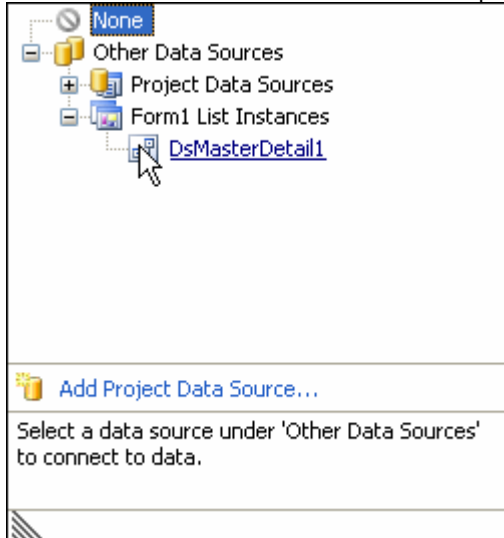 None
Other Data Sources
Project Data Sources
Form1 List Instances
DsMasterDetail1
Add Project Data Source...
Select a data source under 'Other Data Sources'
to connect to data.